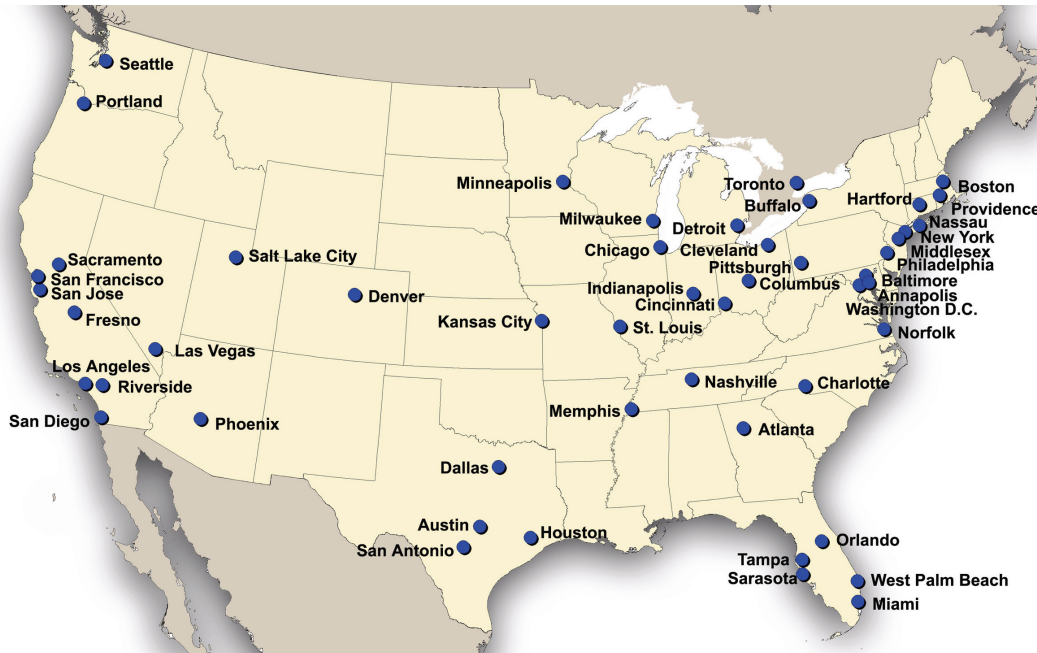 Seattle
Portland
Minneapolis
Toronto
Boston
Buffalo
Hartford
Providence
Milwaukee
Detroit
Nassau
New York
Chicago
Cleveland
Middlesex
Sacramento
Salt Lake City
Pittsburgh
Philadelphia
San Francisco
Indianapolis
Columbus
Baltimore
San Jose
Denver
Cincinnati
Annapolis
Washington D.C.
Fresno
Kansas City
St. Louis
Norfolk
Las Vegas
Los Angeles
Riverside
Nashville
Charlotte
San Diego
Phoenix
Memphis
Atlanta
Dallas
Austin
Houston
San Antonio
Orlando
Tampa
Sarasota
West Palm Beach
Miami